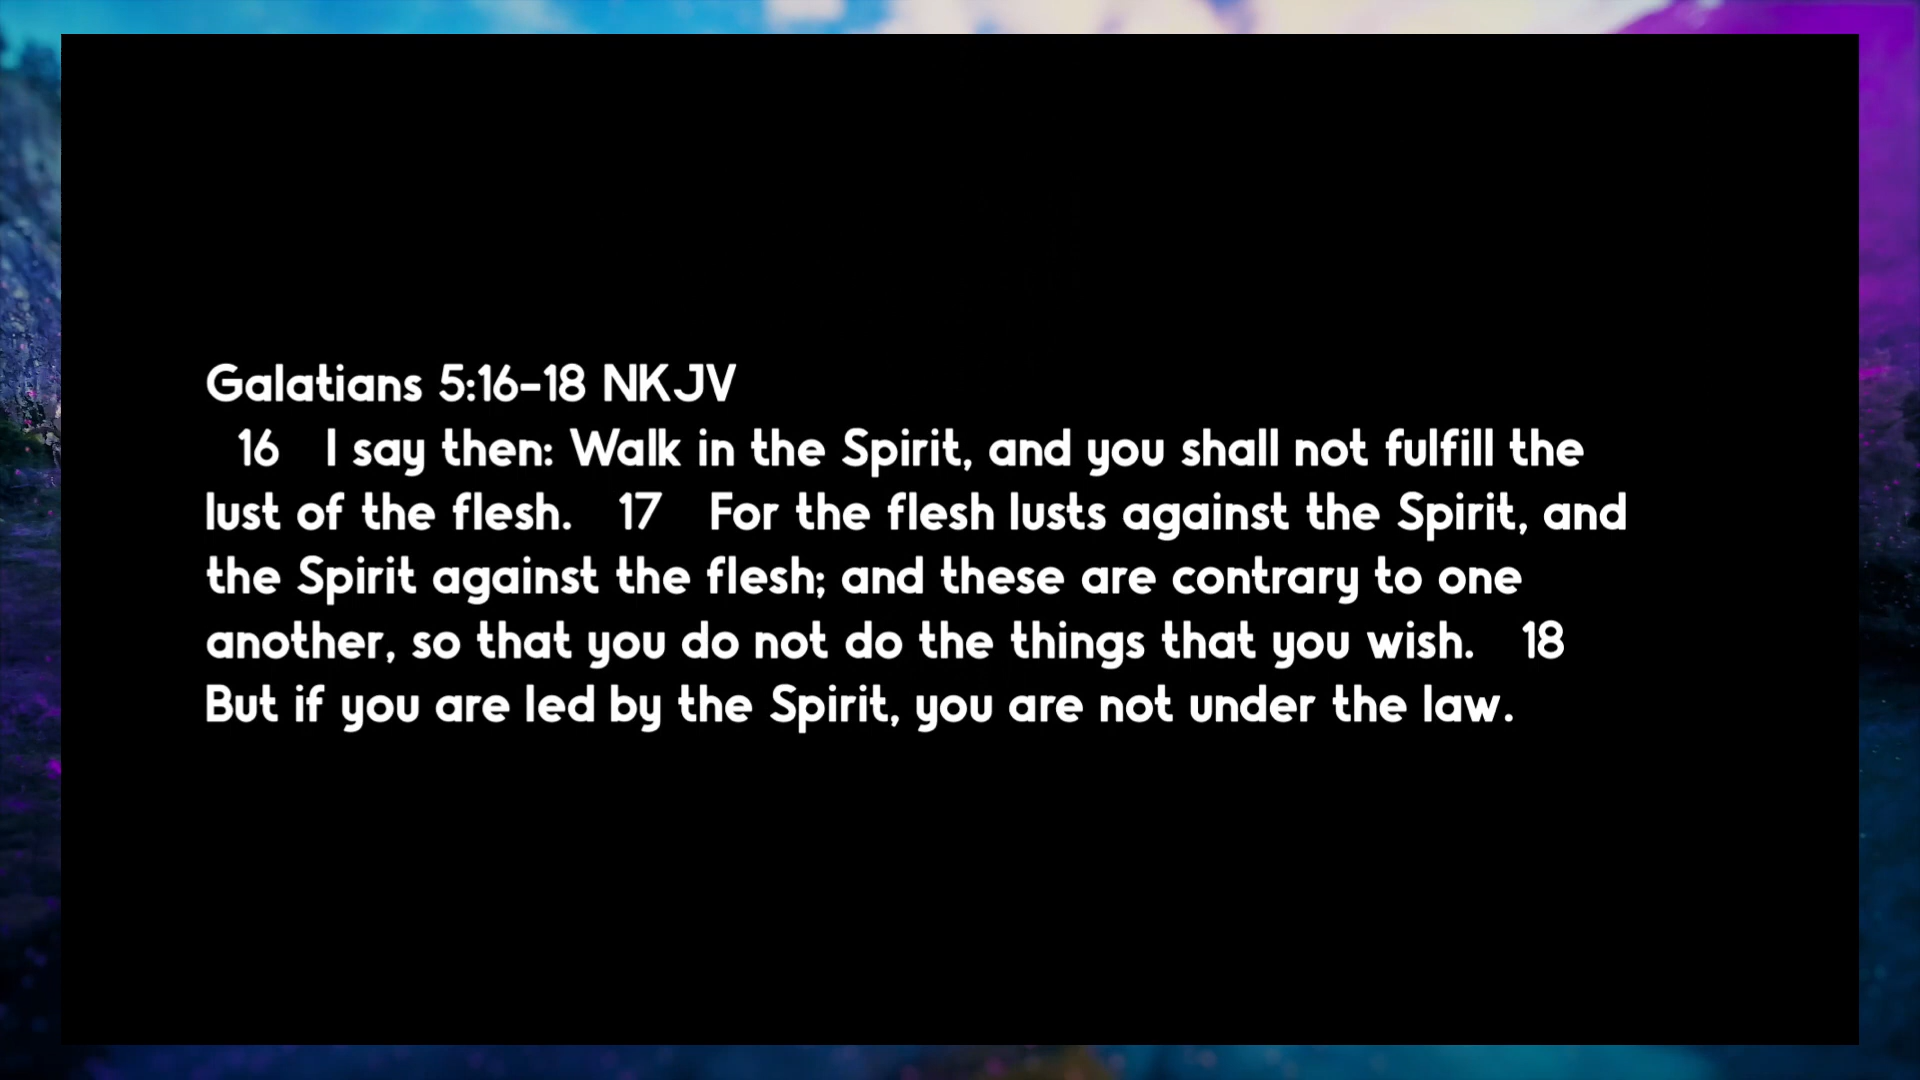 Galatians 5:16-18 NKJV
16 I say then: Walk in the Spirit, and you shall not fulfill the
lust of the flesh. 17 For the flesh lusts against the Spirit, and
the Spirit against the flesh; and these are contrary to one
another, so that you do not do the things that you wish. 18
But if you are led by the Spirit, you are not under the law.